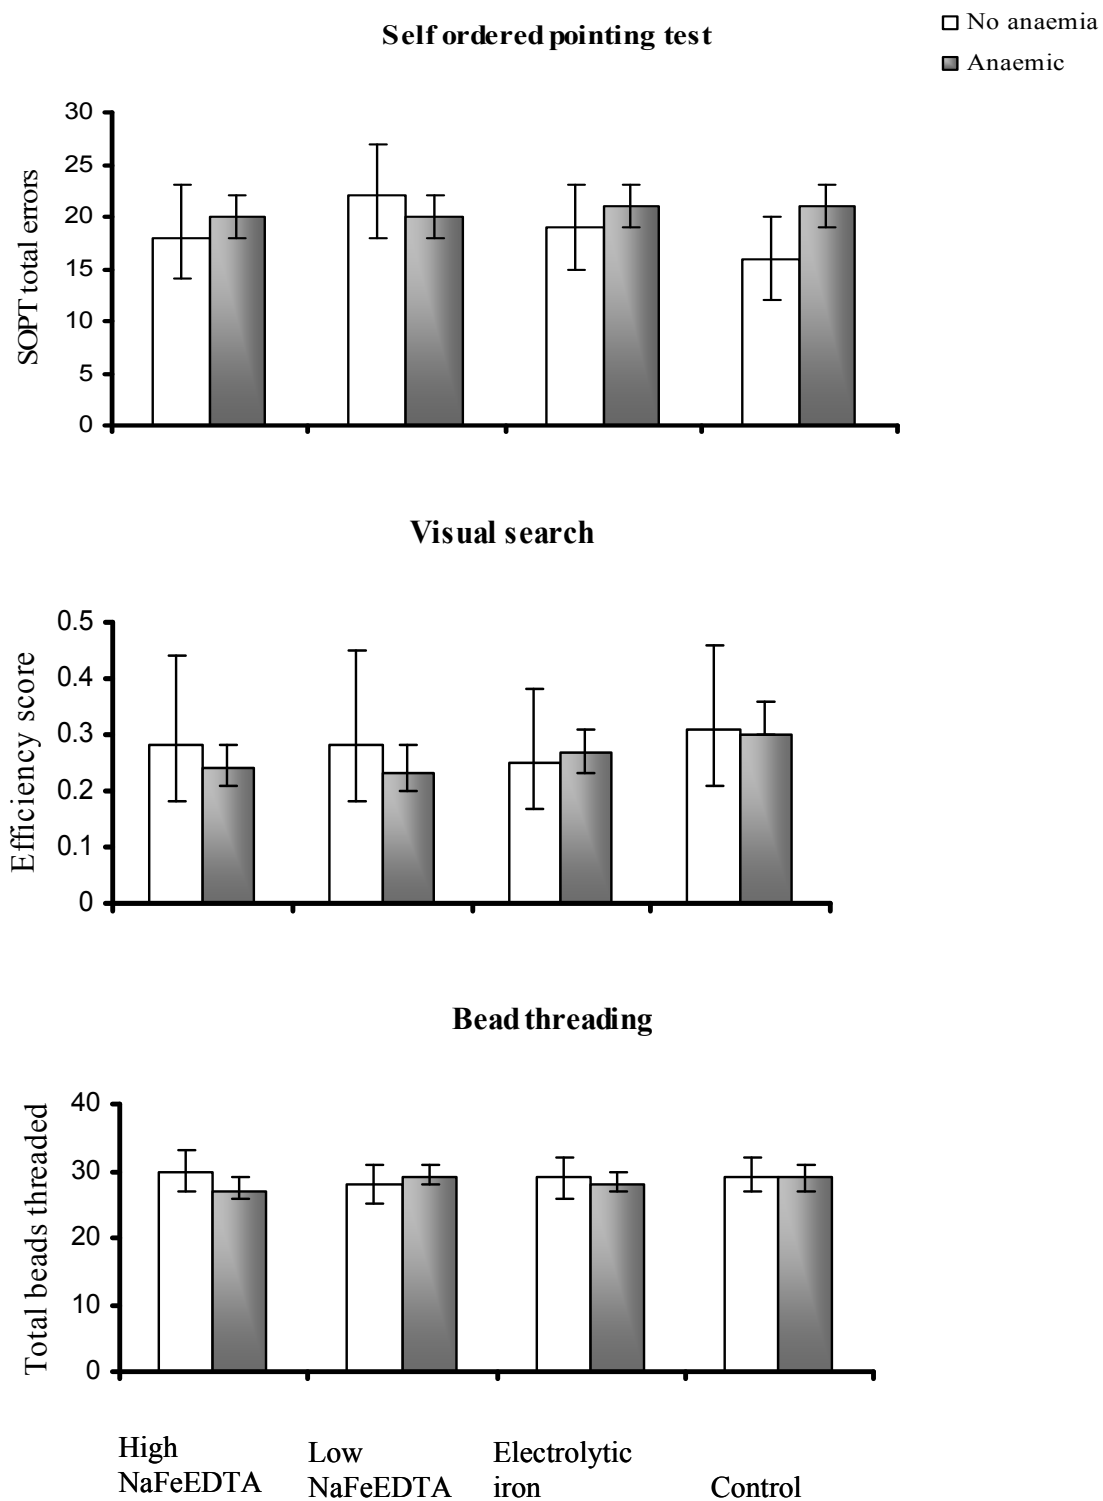 Self ordered pointing test
No anaemia
Anaemic
SOPT total errors
30
25
20
15
10
5
0
Visual search
Efficiency score
0.5
0.4
0.3
0.2
0.1
0
Bead threading
Total beads threaded
40
30
20
10
0
High
NaFeEDTA
Low
NaFeEDTA
Electrolytic
iron
Control